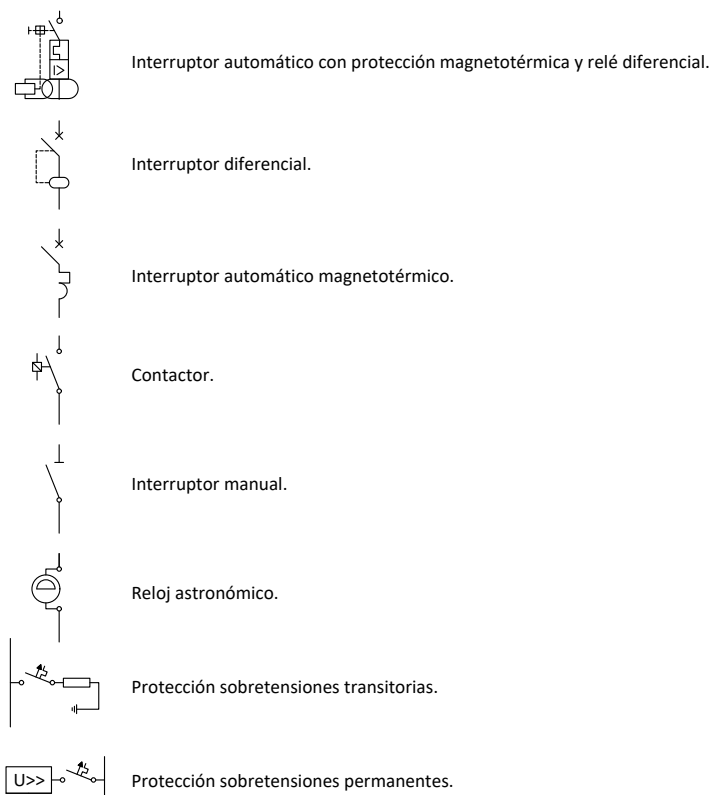 I>
Interruptor automático con protección magnetotérmica y relé diferencial.
Interruptor diferencial.
Interruptor automático magnetotérmico.
Contactor.
Interruptor manual.
Reloj astronómico.
Protección sobretensiones transitorias.
U>> Protección sobretensiones permanentes.